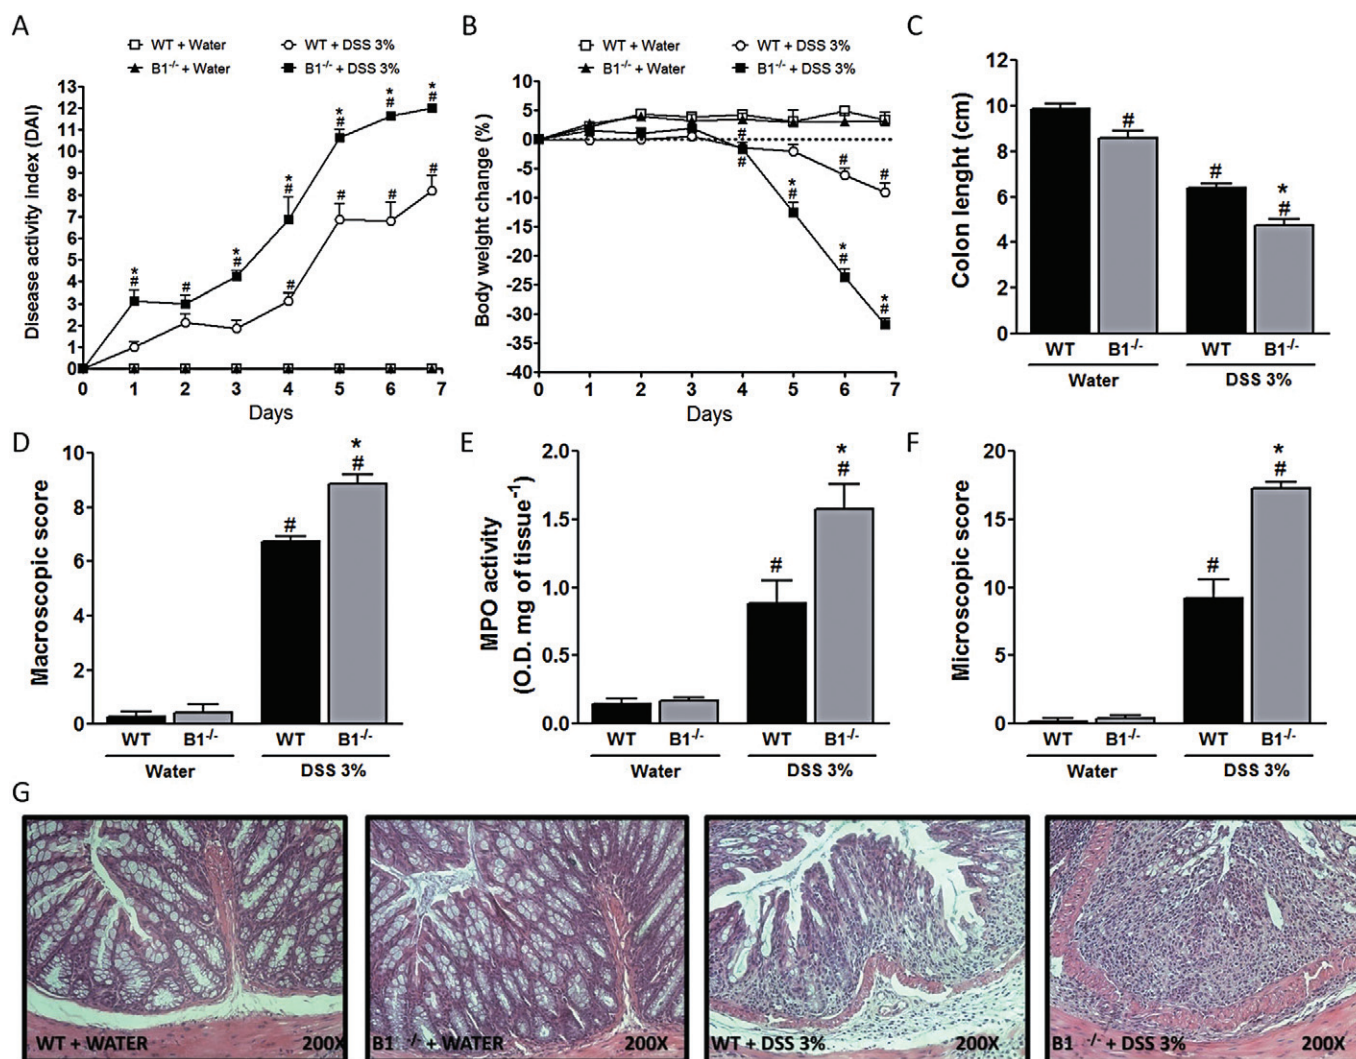 A
WT + Water
WT + DSS 3%
B1-/- + Water
B1-/- + DSS 3%
Disease activity index (DAI)
13
12
11
10
9
8
7
6
5
4
3
2
1
0
* # * # * # * # * # * #
# # # # #
0 1 2 3 4 5 6 7
Days
B
WT + Water
WT + DSS 3%
B1-/- + Water
B1-/- + DSS 3%
Body weight change (%)
10
5
0
-5
-10
-15
-20
-25
-30
-35
-40
# # * # * # * # # #
0 1 2 3 4 5 6 7
Days
C
Colon lenght (cm)
12
10
8
6
4
2
0
# # * #
WT B1-/- WT B1-/-
Water DSS 3%
D
Macroscopic score
10
8
6
4
2
0
# * #
WT B1-/- WT B1-/-
Water DSS 3%
E
MPO activity
(O.D. mg of tissue-1)
2.0
1.5
1.0
0.5
0.0
# * #
WT B1-/- WT B1-/-
Water DSS 3%
F
Microscopic score
20
15
10
5
0
# * #
WT B1-/- WT B1-/-
Water DSS 3%
G
WT + WATER 200X
B1 -/- + WATER 200X
WT + DSS 3% 200X
B1 -/- + DSS 3% 200X